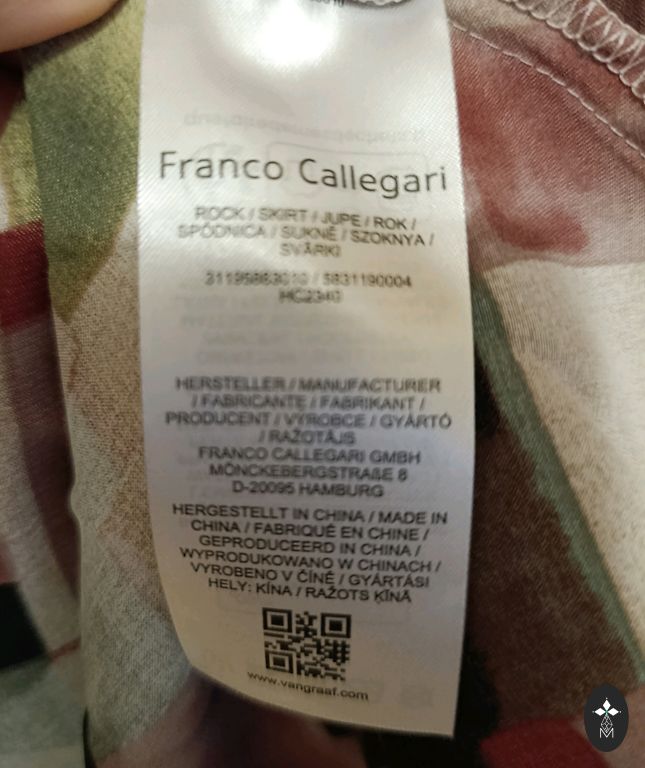 Franco Callegari
ROCK / SKIRT / JUPE / ROK /
SPÓDNICA / SUKNĚ / SZOKNYA /
SVĀRKI
/ 5831190004
HC2340
HERSTELLER / MANUFACTURER
/ FABRICANTE / FABRIKANT /
PRODUCENT / VÝROBCE / GYÁRTÓ
/ RAŽOTĀJS
FRANCO CALLEGARI GMBH
MÖNCKEBERGSTRAßE 8
D-20095 HAMBURG
HERGESTELLT IN CHINA / MADE IN
CHINA / FABRIQUÉ EN CHINE /
GEPRODUCEERD IN CHINA /
WYPRODUKOWANO W CHINACH /
VYROBENO V ČÍNĚ / GYÁRTÁSI
HELY: KÍNA / RAŽOTS ĶĪNĀ
www.vangraaf.com